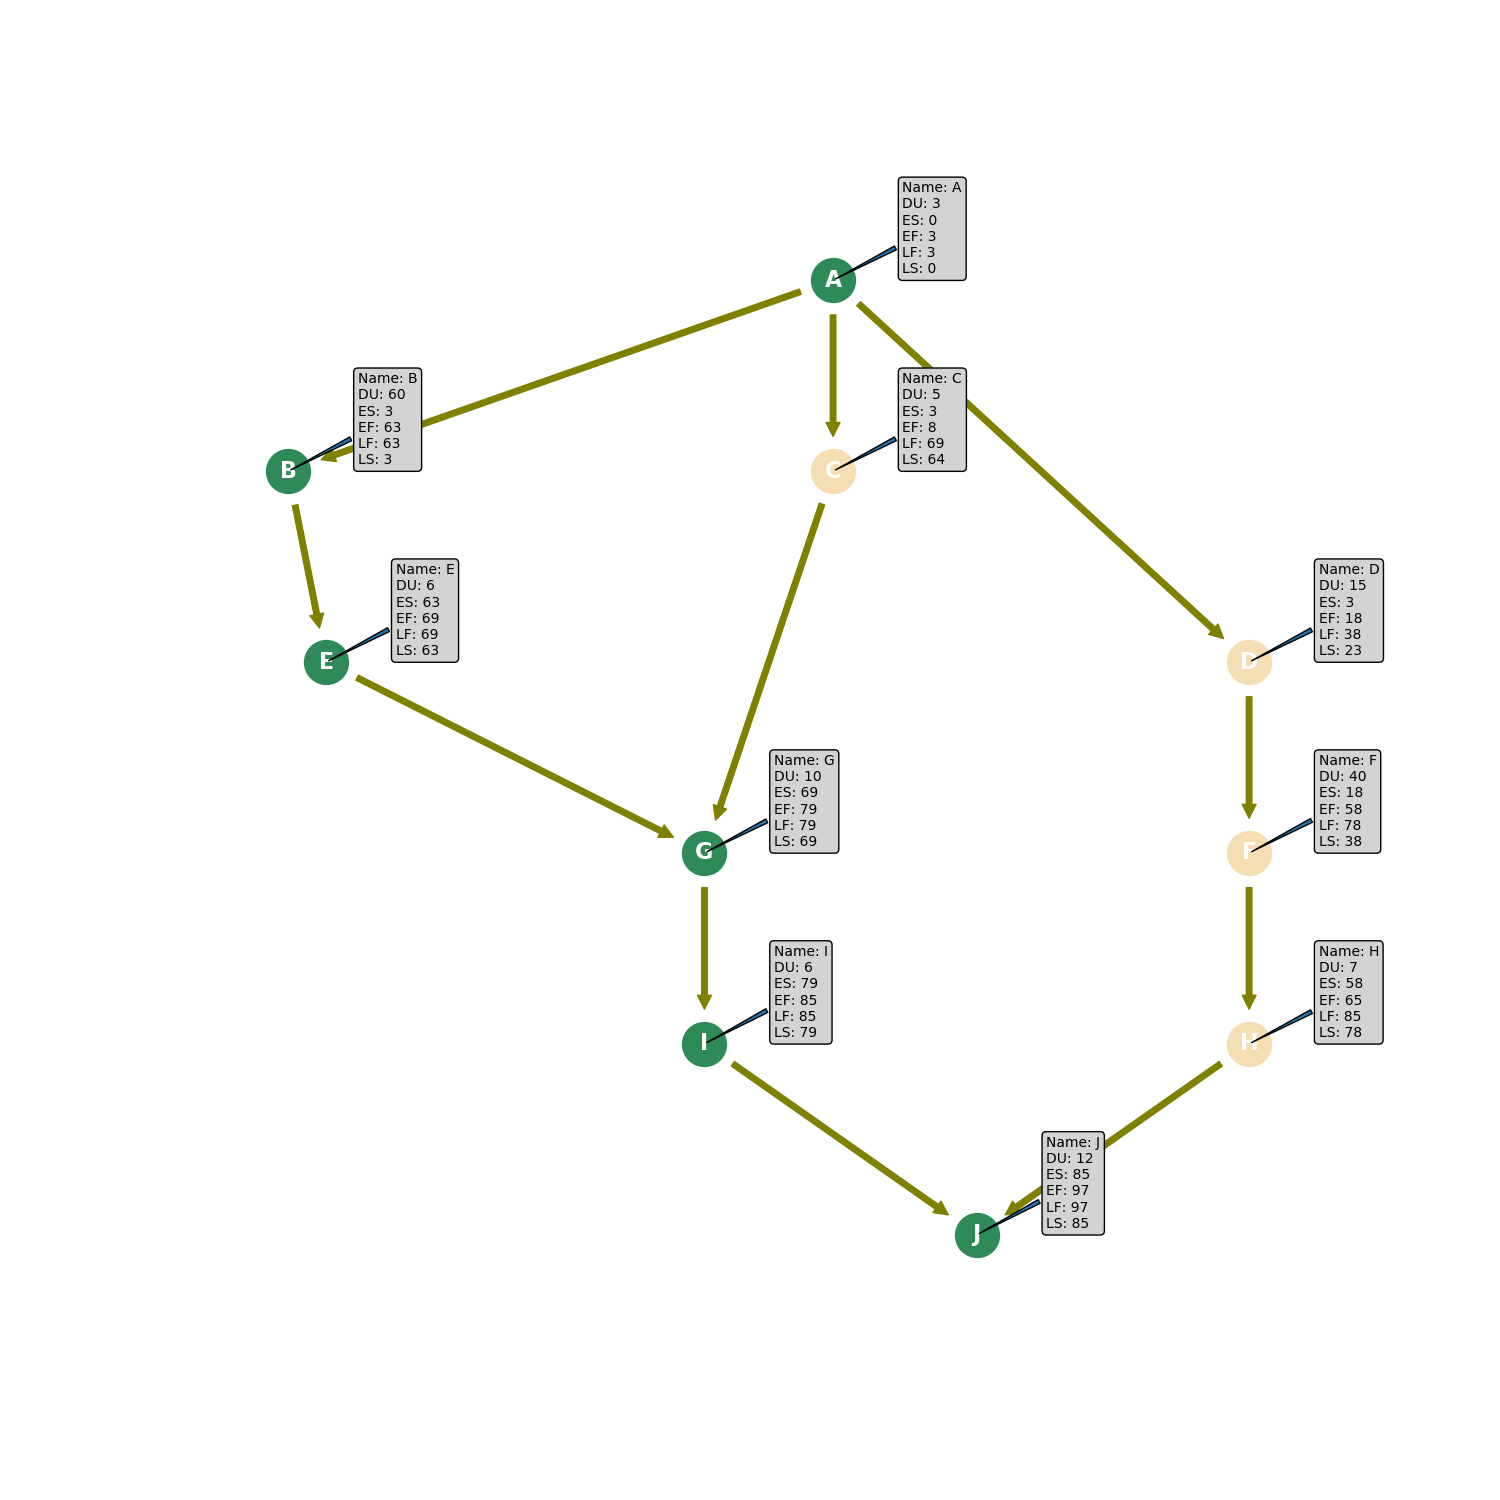 Name: A
DU: 3
ES: 0
EF: 3
LF: 3
LS: 0
A
Name: B
DU: 60
ES: 3
EF: 63
LF: 63
LS: 3
B
Name: C
DU: 5
ES: 3
EF: 8
LF: 69
LS: 64
C
Name: E
DU: 6
ES: 63
EF: 69
LF: 69
LS: 63
E
Name: D
DU: 15
ES: 3
EF: 18
LF: 38
LS: 23
D
Name: G
DU: 10
ES: 69
EF: 79
LF: 79
LS: 69
G
Name: F
DU: 40
ES: 18
EF: 58
LF: 78
LS: 38
F
Name: I
DU: 6
ES: 79
EF: 85
LF: 85
LS: 79
I
Name: H
DU: 7
ES: 58
EF: 65
LF: 85
LS: 78
H
Name: J
DU: 12
ES: 85
EF: 97
LF: 97
LS: 85
J